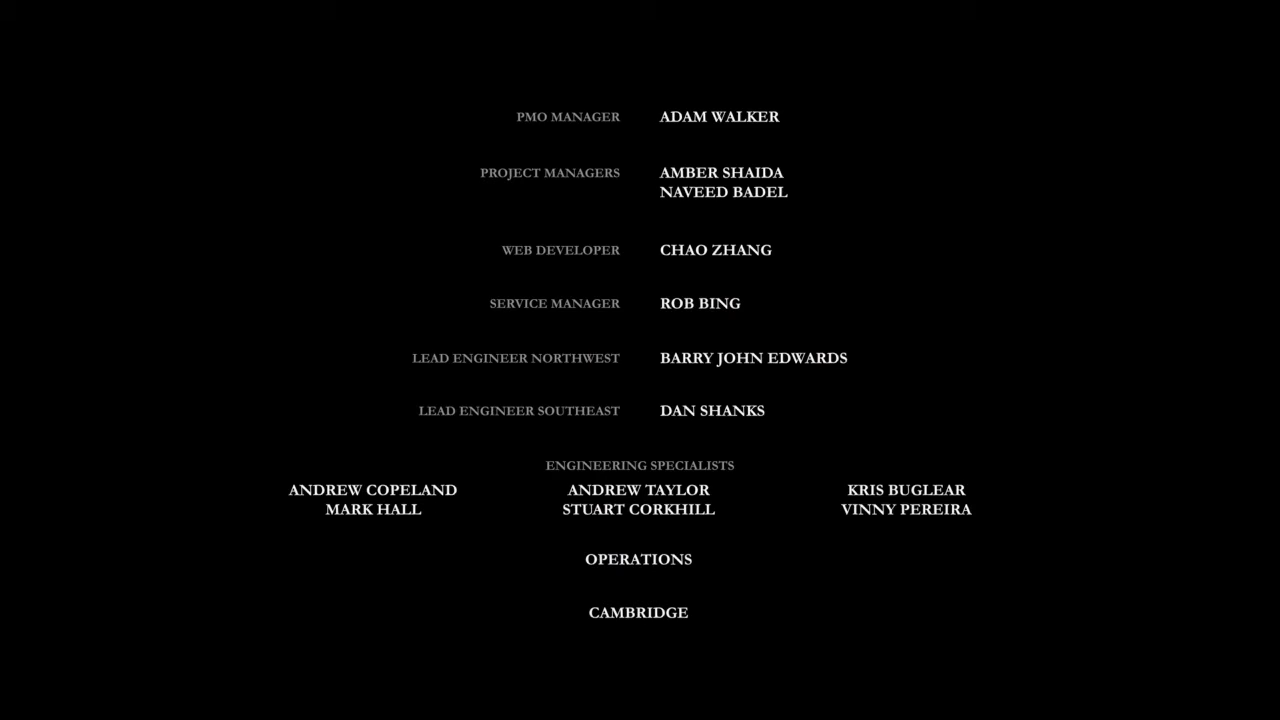 PMO MANAGER ADAM WALKER
PROJECT MANAGERS AMBER SHAIDA
NAVEED BADEL
WEB DEVELOPER CHAO ZHANG
SERVICE MANAGER ROB BING
LEAD ENGINEER NORTHWEST BARRY JOHN EDWARDS
LEAD ENGINEER SOUTHEAST DAN SHANKS
ENGINEERING SPECIALISTS
ANDREW COPELAND ANDREW TAYLOR KRIS BUGLEAR
MARK HALL STUART CORKHILL VINNY PEREIRA
OPERATIONS
CAMBRIDGE